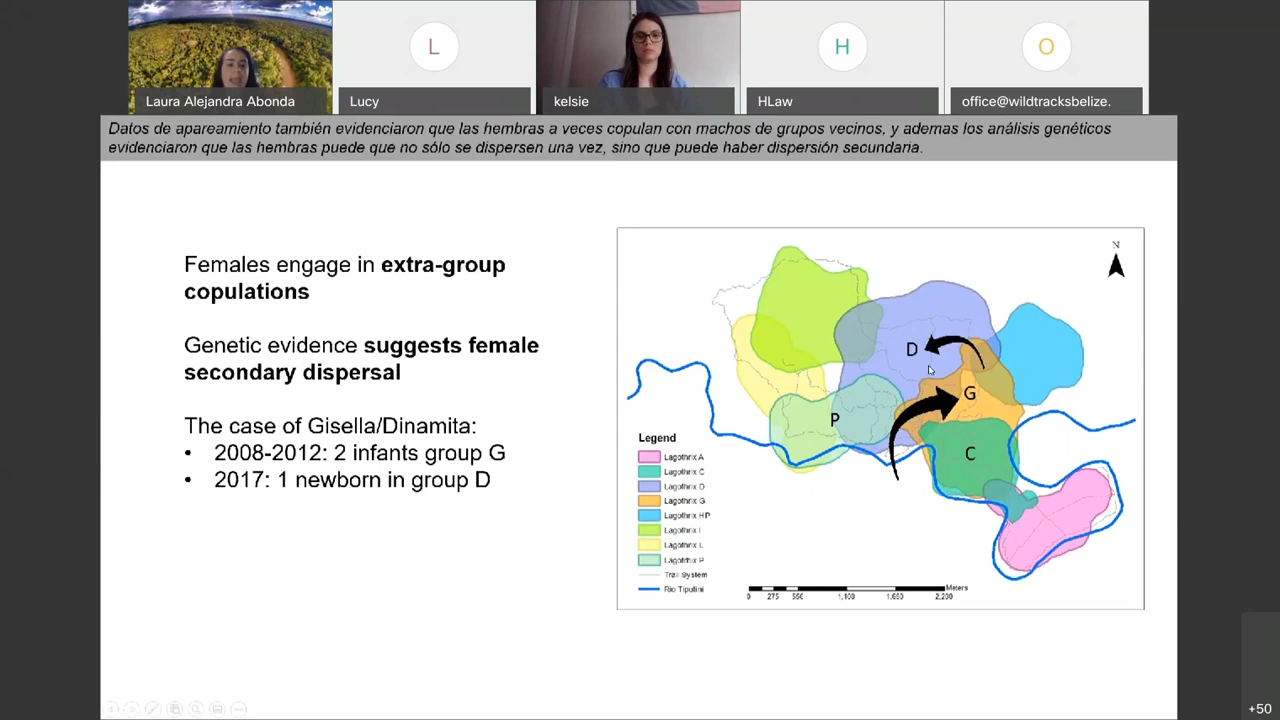 L
H
O
Laura Alejandra Abonda
Lucy
kelsie
HLaw
office@wildtracksbelize.
Datos de apareamiento también evidenciaron que las hembras a veces copulan con machos de grupos vecinos, y ademas los análisis genéticos
evidenciaron que las hembras puede que no sólo se dispersen una vez, sino que puede haber dispersión secundaria.
Females engage in extra-group
copulations
Genetic evidence suggests female
secondary dispersal
The case of Gisella/Dinamita:
• 2008-2012: 2 infants group G
• 2017: 1 newborn in group D
N
D
G
P
C
Legend
Lagothrix A
Lagothrix C
Lagothrix D
Lagothrix G
Lagothrix HP
Lagothrix I
Lagothrix L
Lagothrix P
Trail System
Rio Tiputini
Meters
0 275 550 1,100 1,650 2,200
+50